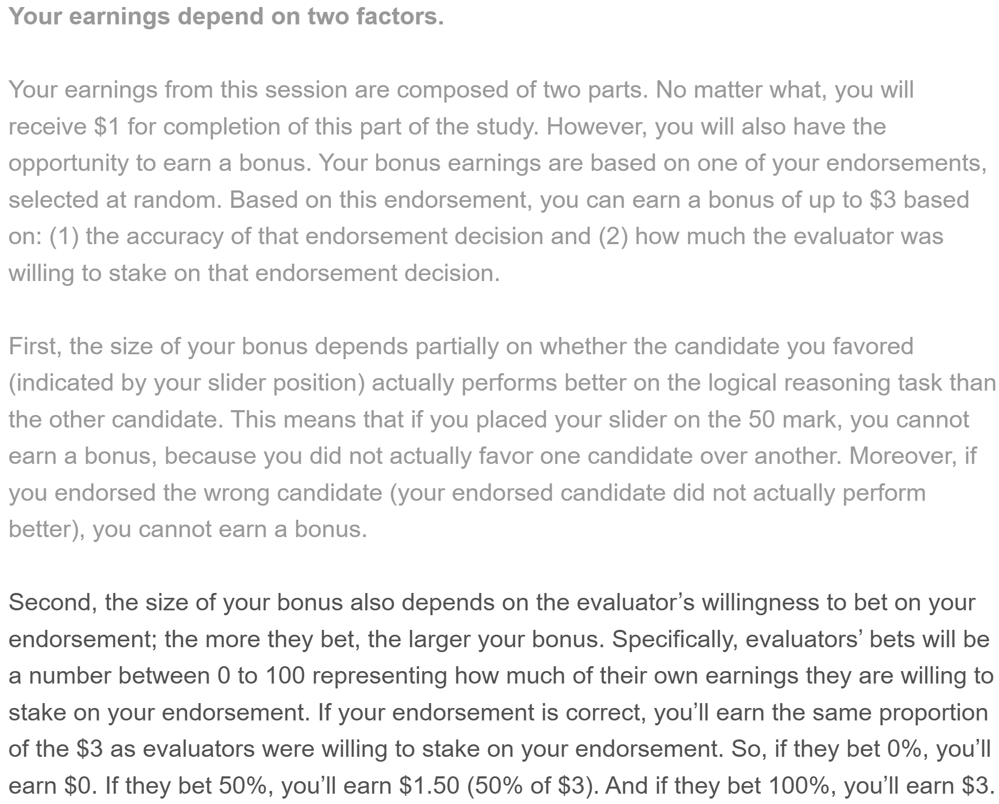 Your earnings depend on two factors.
Your earnings from this session are composed of two parts. No matter what, you will
receive $1 for completion of this part of the study. However, you will also have the
opportunity to earn a bonus. Your bonus earnings are based on one of your endorsements,
selected at random. Based on this endorsement, you can earn a bonus of up to $3 based
on: (1) the accuracy of that endorsement decision and (2) how much the evaluator was
willing to stake on that endorsement decision.
First, the size of your bonus depends partially on whether the candidate you favored
(indicated by your slider position) actually performs better on the logical reasoning task than
the other candidate. This means that if you placed your slider on the 50 mark, you cannot
earn a bonus, because you did not actually favor one candidate over another. Moreover, if
you endorsed the wrong candidate (your endorsed candidate did not actually perform
better), you cannot earn a bonus.
Second, the size of your bonus also depends on the evaluator’s willingness to bet on your
endorsement; the more they bet, the larger your bonus. Specifically, evaluators’ bets will be
a number between 0 to 100 representing how much of their own earnings they are willing to
stake on your endorsement. If your endorsement is correct, you’ll earn the same proportion
of the $3 as evaluators were willing to stake on your endorsement. So, if they bet 0%, you’ll
earn $0. If they bet 50%, you’ll earn $1.50 (50% of $3). And if they bet 100%, you’ll earn $3.